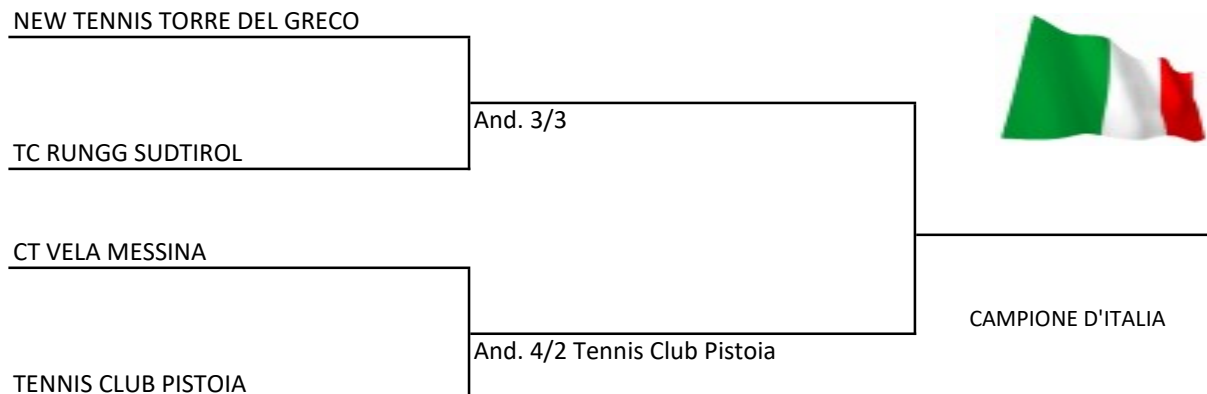 NEW TENNIS TORRE DEL GRECO
And. 3/3
TC RUNGG SUDTIROL
CT VELA MESSINA
CAMPIONE D'ITALIA
And. 4/2 Tennis Club Pistoia
TENNIS CLUB PISTOIA